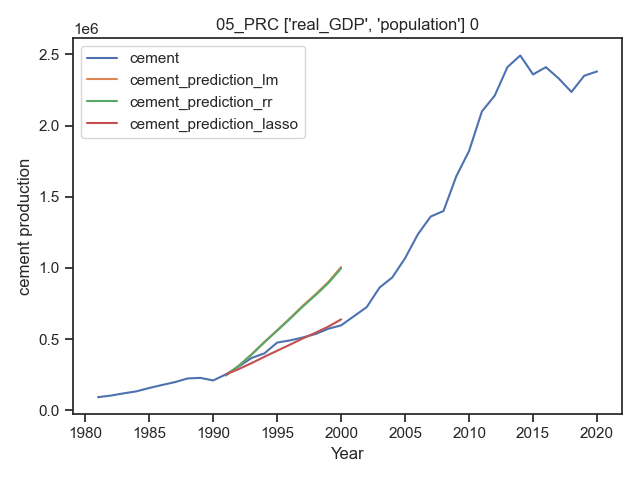 05_PRC ['real_GDP', 'population'] 0
1e6
cement
cement_prediction_lm
cement_prediction_rr
cement_prediction_lasso
cement production
2.5
2.0
1.5
1.0
0.5
0.0
1980 1985 1990 1995 2000 2005 2010 2015 2020
Year